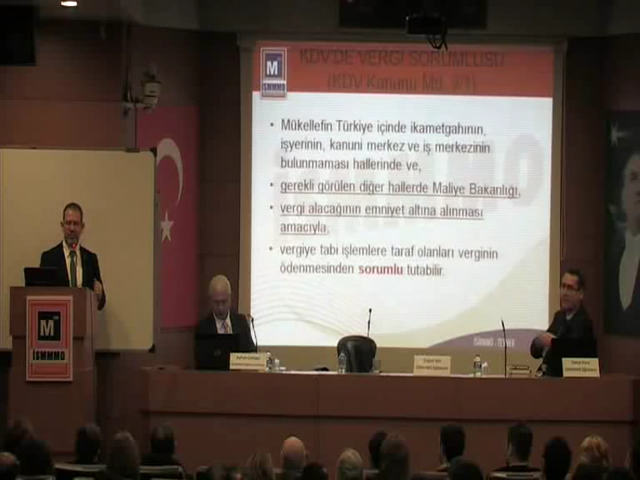 KDV'DE VERGİ SORUMLUSU
(KDV Kanunu Md. 9/1)
M
İSMMMO
• Mükellefin Türkiye içinde ikametgahının,
işyerinin, kanuni merkez ve iş merkezinin
bulunmaması hallerinde ve,
• gerekli görülen diğer hallerde Maliye Bakanlığı,
• vergi alacağının emniyet altına alınması
amacıyla,
• vergiye tabi işlemlere taraf olanları verginin
ödenmesinden sorumlu tutabilir.
M
İSMMMO